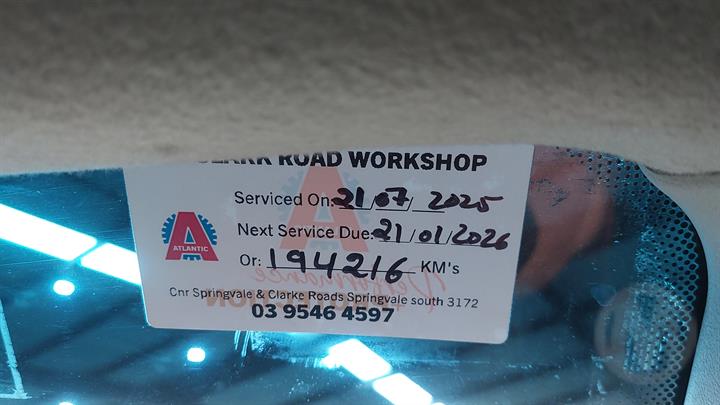 CLARK ROAD WORKSHOP
Serviced On: 21/07/2025
Next Service Due: 21/01/2026
ATLANTIC
Or: 194216 KM's
Cnr Springvale & Clarke Roads Springvale south 3172
03 9546 4597
Performance